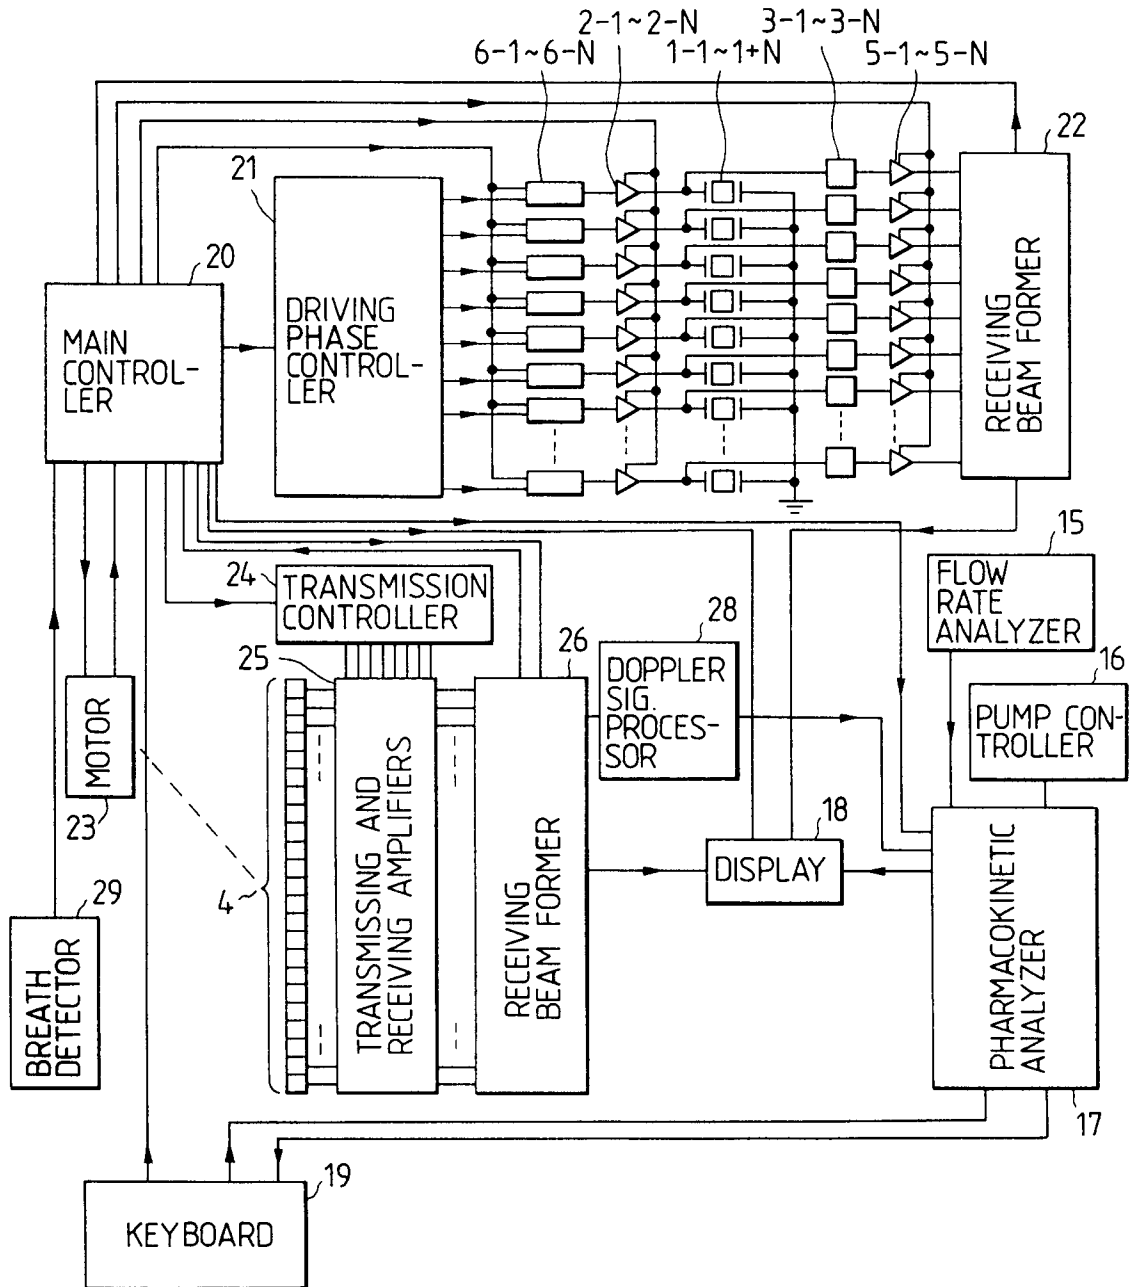 2-1~2-N
3-1~3-N
6-1~6-N
1-1~1+N
5-1~5-N
22
21
20
MAIN
CONTROL-
LER
DRIVING
PHASE
CONTROL-
LER
RECEIVING
BEAM FORMER
24
TRANSMISSION
CONTROLLER
15
FLOW
RATE
ANALYZER
28
DOPPLER
SIG.
PROCES-
SOR
16
PUMP CON-
TROLLER
25
26
MOTOR
23
4
TRANSMISSING AND
RECEIVING AMPLIFIERS
RECEIVING
BEAM FORMER
18
DISPLAY
29
BREATH
DETECTOR
PHARMACOKINETIC
ANALYZER
17
19
KEYBOARD